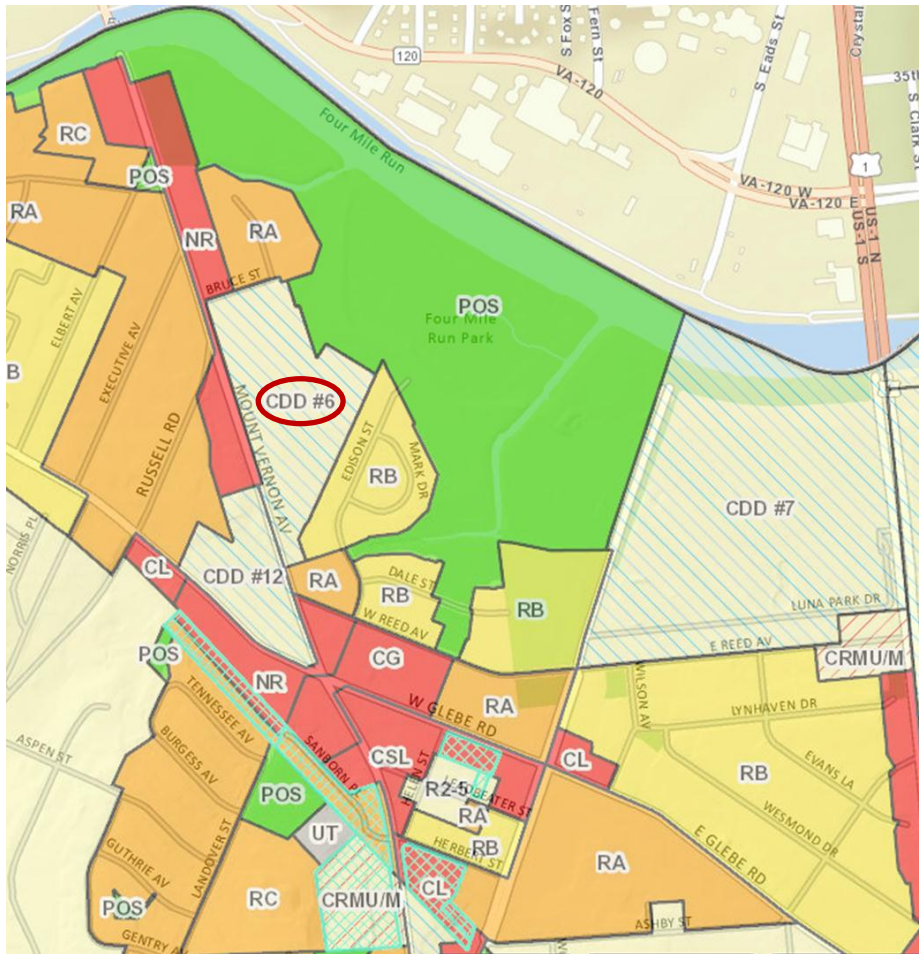 120
S Fox S
Fern St
S Eads St
Crystal
VA-120
35th
S Clark St
1
VA-120 W
VA-120 E
US-1 S
US-1 N
Four Mile Run
RC
POS
RA
NR
RA
BRUCE ST
POS
Four Mile
Run Park
ELBERT AV
EXECUTIVE AV
B
CDD #6
MOUNT VERNON AV
EDISON ST
MARK DR
RB
RUSSELL RD
CDD #7
NORRIS PL
CL
CDD #12
RA
DALE ST
RB
W REED AV
RB
LUNA PARK DR
E REED AV
CRMU/M
POS
NR
CG
TENNESSEE AV
W GLEBE RD
RA
WILSON AV
LYNHAVEN DR
ASPEN ST
BURGESS AV
SANBORN PL
CSL
HELEN ST
CL
EVANS LA
RB
POS
R2-5
LEADBEATER ST
WESMOND DR
RA
UT
RB
HERBERT ST
E GLEBE RD
GUTHRIE AV
LANDOVER ST
RA
RC
CRMU/M
CL
POS
GENTRY AV
ASHBY ST